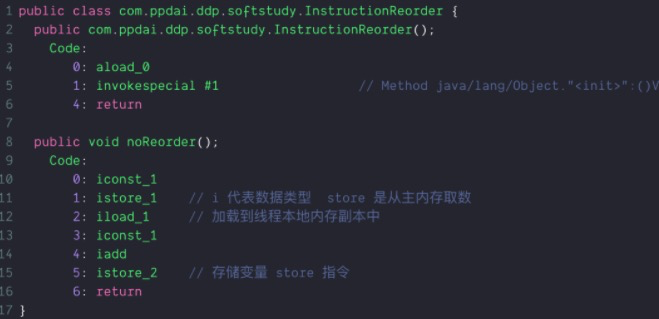 1 public class com.ppdai.ddp.softstudy.InstructionReorder {
2 public com.ppdai.ddp.softstudy.InstructionReorder();
3 Code:
4 0: aload_0
5 1: invokespecial #1 // Method java/lang/Object."<init>":()V
6 4: return
7
8 public void noReorder();
9 Code:
10 0: iconst_1
11 1: istore_1 // i 代表数据类型 store 是从主内存取数
12 2: iload_1 // 加载到线程本地内存副本中
13 3: iconst_1
14 4: iadd
15 5: istore_2 // 存储变量 store 指令
16 6: return
17 }